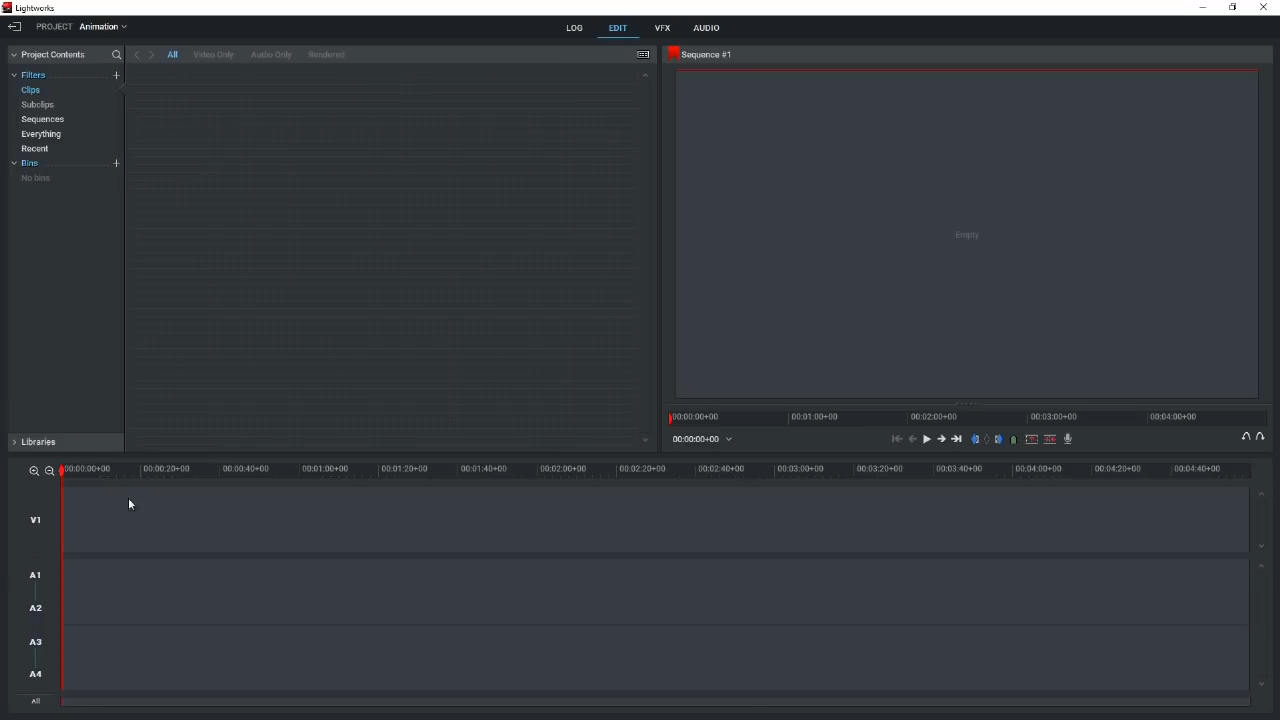 Lightworks
PROJECT Animation
LOG EDIT VFX AUDIO
Project Contents
All Video Only Audio Only Rendered
Sequence #1
Filters
Clips
Subclips
Sequences
Everything
Recent
Bins
No bins
Empty
Libraries
00:00:00+00 00:01:00+00 00:02:00+00 00:03:00+00 00:04:00+00
00:00:00+00
00:00:00+00 00:00:20+00 00:00:40+00 00:01:00+00 00:01:20+00 00:01:40+00 00:02:00+00 00:02:20+00 00:02:40+00 00:03:00+00 00:03:20+00 00:03:40+00 00:04:00+00 00:04:20+00 00:04:40+00
V1
A1
A2
A3
A4
All